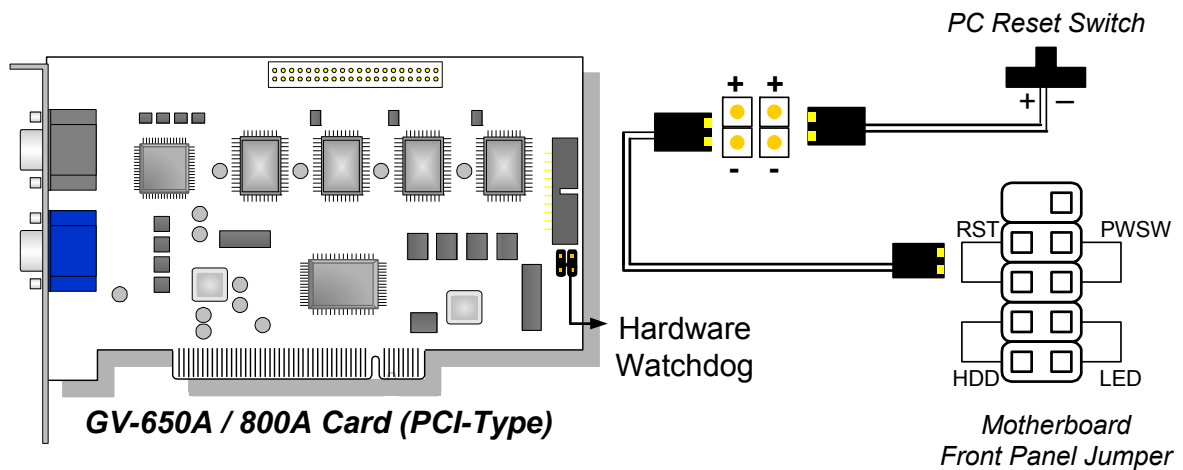 PC Reset Switch
+ +
+ –
- -
RST PWSW
Hardware
Watchdog
HDD LED
GV-650A / 800A Card (PCI-Type)
Motherboard
Front Panel Jumper